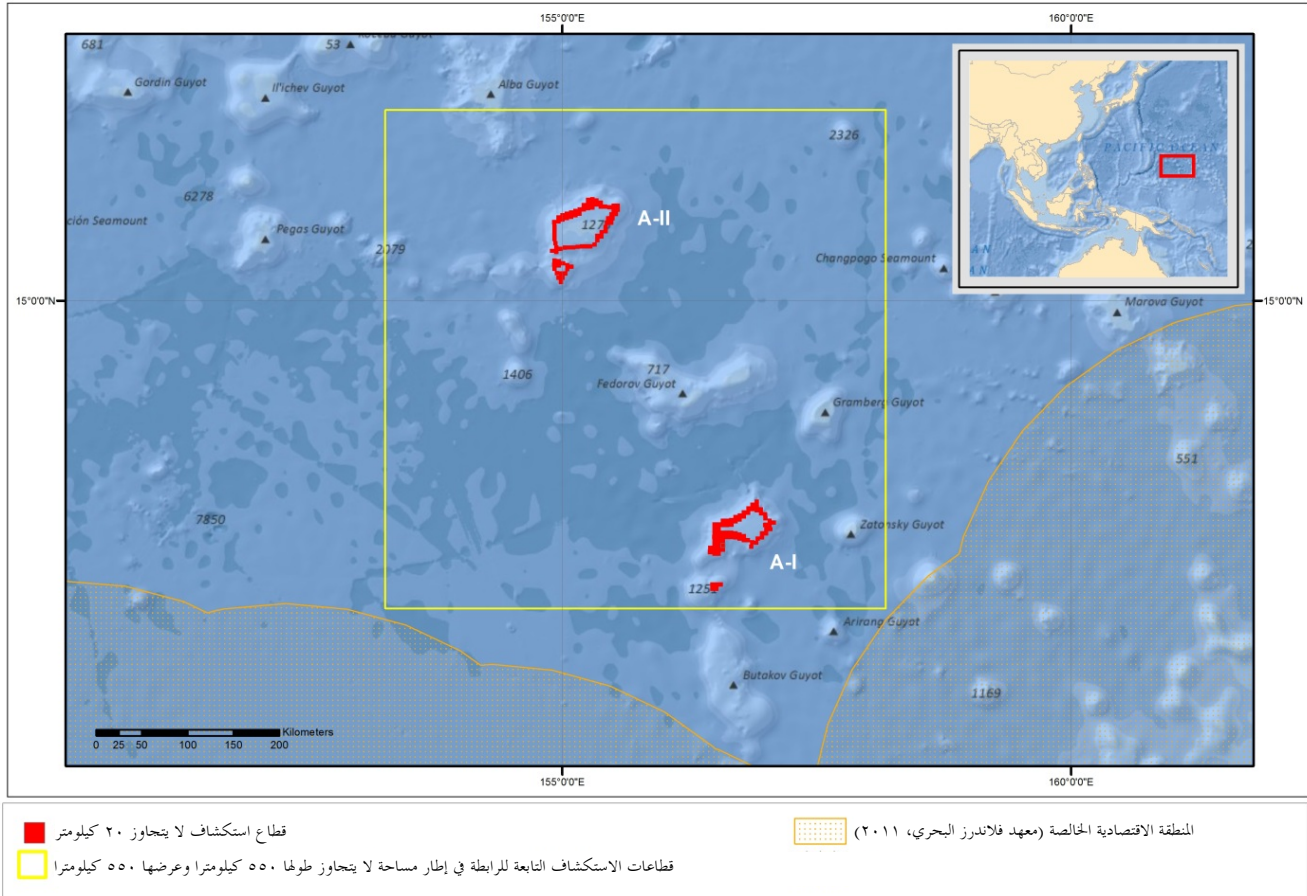 155°0'0"E 160°0'0"E
681
53
Gordin Guyot
Il'ichev Guyot
Alba Guyot
2326
PACIFIC OCEAN
6278
Seamount
Pegas Guyot
2079
A-II
Changpogo Seamount
15°0'0"N 15°0'0"N
Marova Guyot
1406
717
Fedorov Guyot
Gramberg Guyot
551
7850
Zatonsky Guyot
A-I
Arirang Guyot
Butakov Guyot
1169
Kilometers
0 25 50 100 150 200
155°0'0"E 160°0'0"E
قطاع استكشاف لا يتجاوز ٢٠ كيلومتر
المنطقة الاقتصادية الخالصة (معهد فلاندرز البحري، ٢٠١١)
قطاعات الاستكشاف التابعة للرابطة في إطار مساحة لا يتجاوز طولها ٥٥٠ كيلومترا وعرضها ٥٥٠ كيلومترا